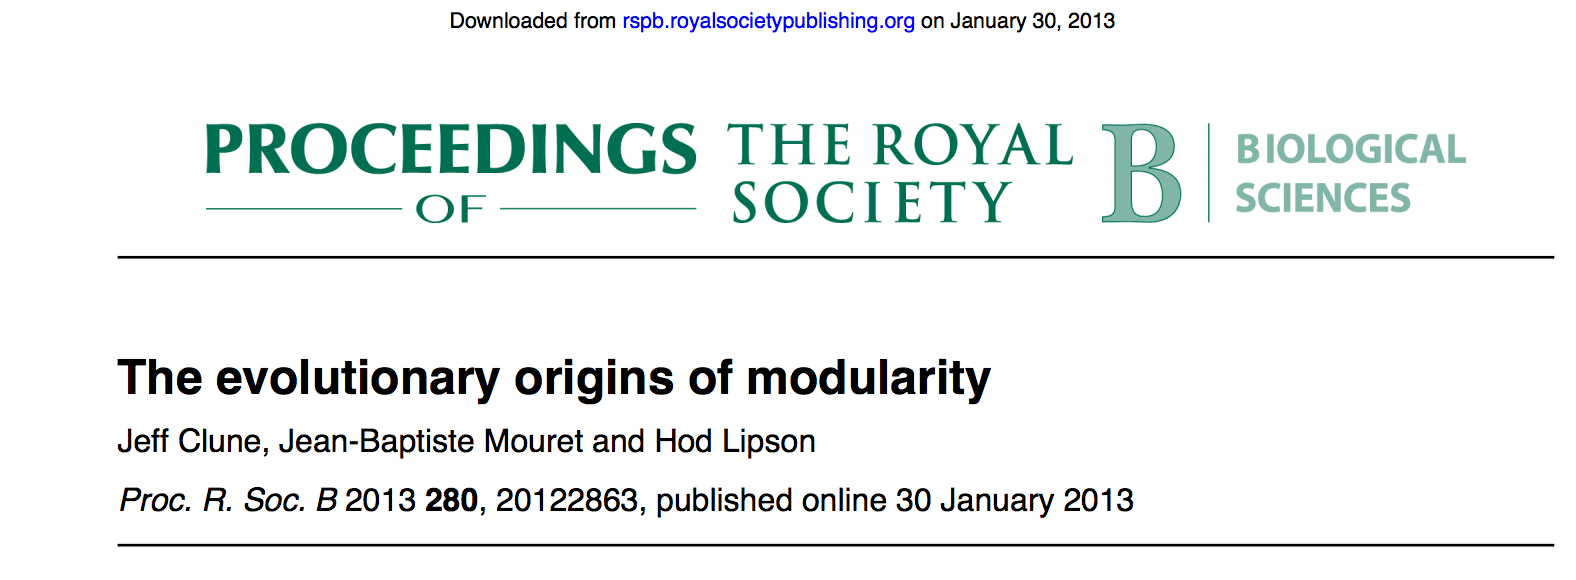 Downloaded from rspb.royalsocietypublishing.org on January 30, 2013
PROCEEDINGS
OF
THE ROYAL
SOCIETY
B
BIOLOGICAL
SCIENCES
The evolutionary origins of modularity
Jeff Clune, Jean-Baptiste Mouret and Hod Lipson
Proc. R. Soc. B 2013 280, 20122863, published online 30 January 2013